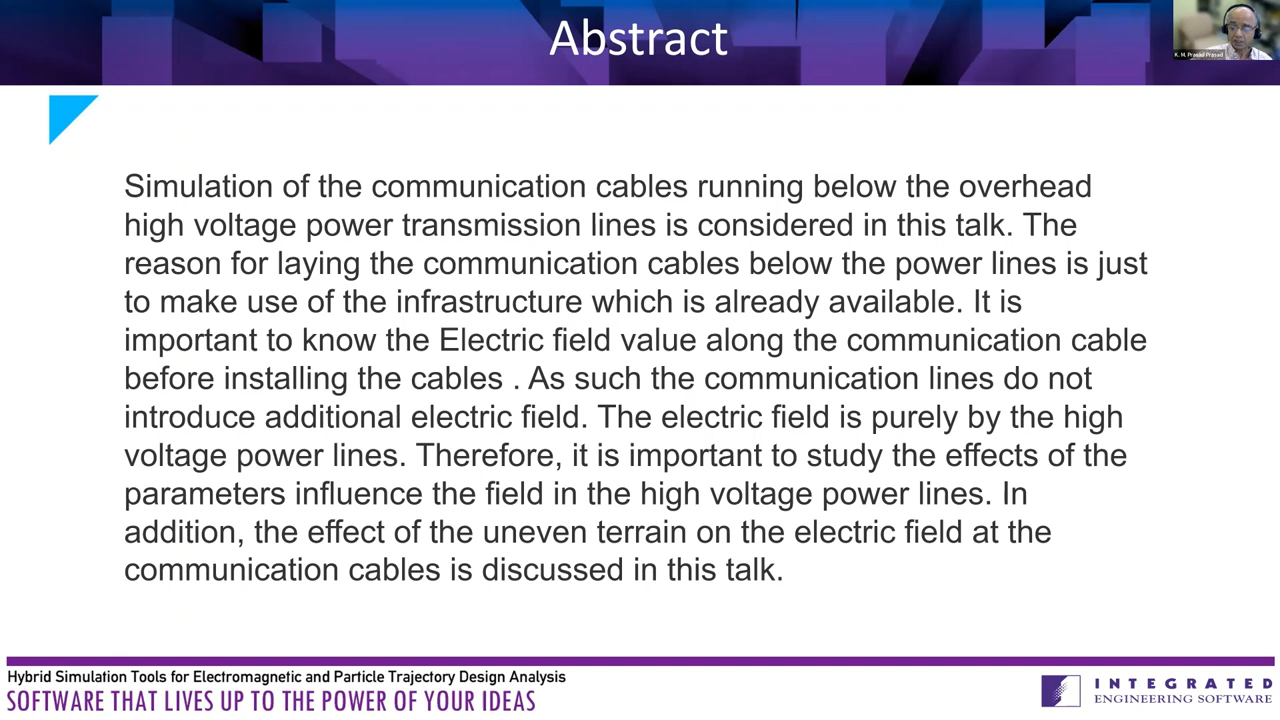 Abstract
K. M. Prasad Prasad
Simulation of the communication cables running below the overhead
high voltage power transmission lines is considered in this talk. The
reason for laying the communication cables below the power lines is just
to make use of the infrastructure which is already available. It is
important to know the Electric field value along the communication cable
before installing the cables . As such the communication lines do not
introduce additional electric field. The electric field is purely by the high
voltage power lines. Therefore, it is important to study the effects of the
parameters influence the field in the high voltage power lines. In
addition, the effect of the uneven terrain on the electric field at the
communication cables is discussed in this talk.
Hybrid Simulation Tools for Electromagnetic and Particle Trajectory Design Analysis
SOFTWARE THAT LIVES UP TO THE POWER OF YOUR IDEAS
INTEGRATED
ENGINEERING SOFTWARE